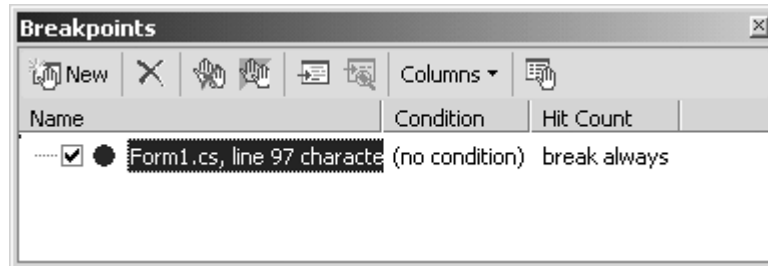 Breakpoints
New Columns
Name Condition Hit Count
Form1.cs, line 97 characte (no condition) break always